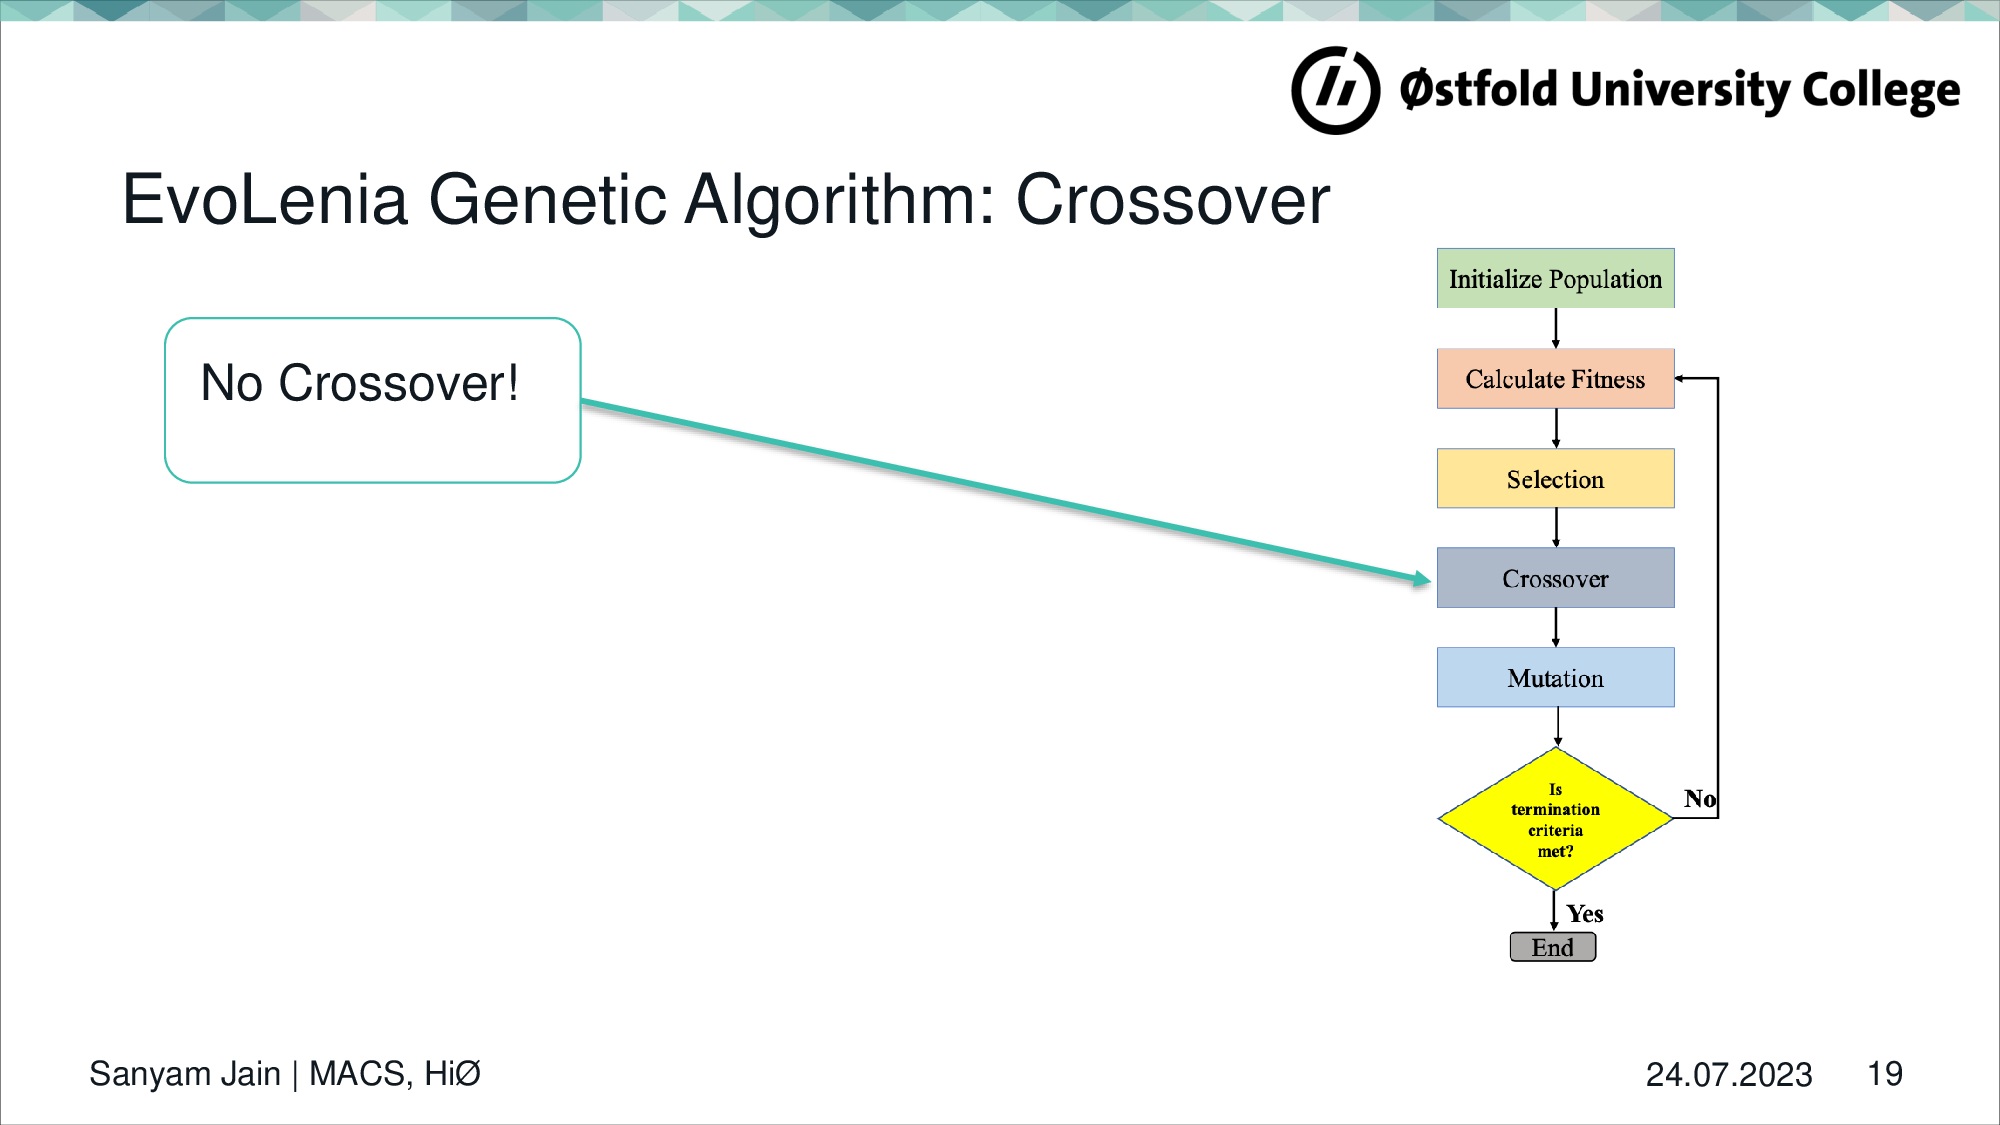 Østfold University College
EvoLenia Genetic Algorithm: Crossover
No Crossover!
Initialize Population
Calculate Fitness
Selection
Crossover
Mutation
Is
termination
criteria
met?
No
Yes
End
Sanyam Jain | MACS, HiØ
24.07.2023
19